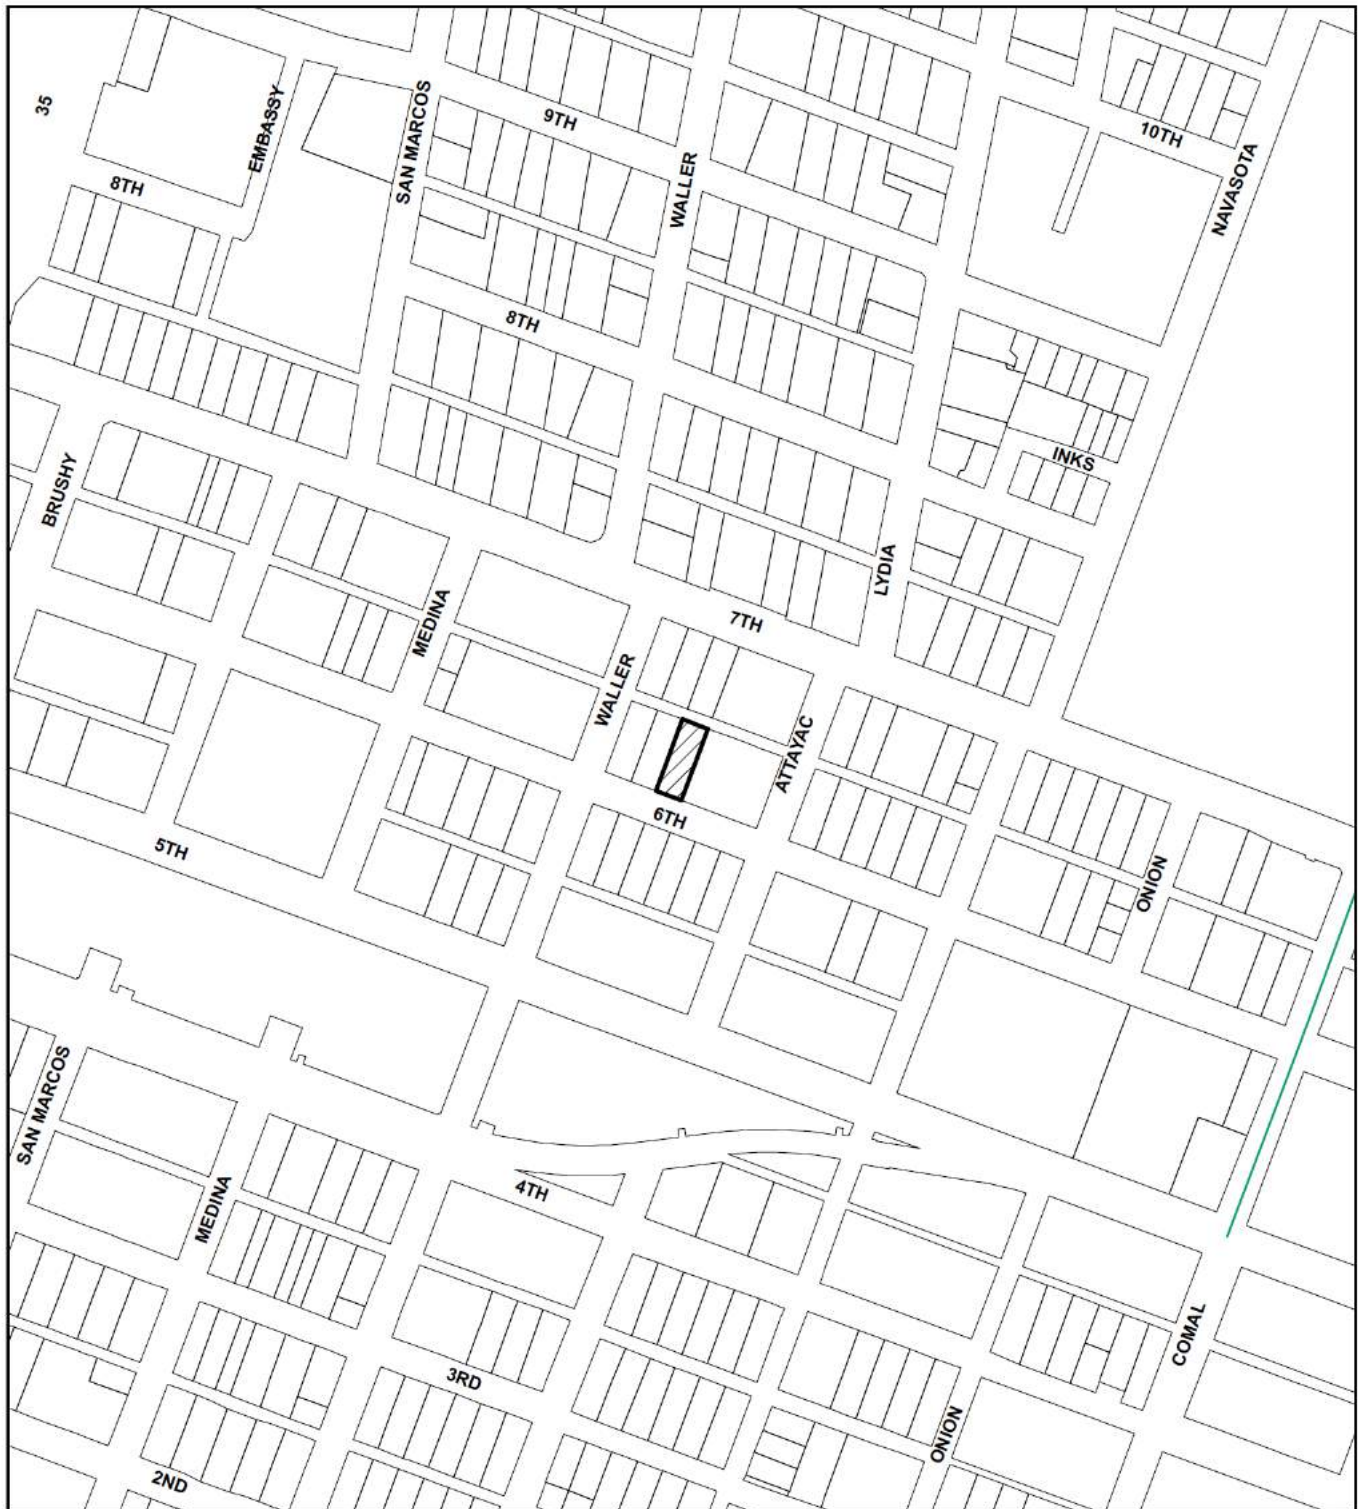 35
EMBASSY
SAN MARCOS
9TH
10TH
WALLER
NAVASOTA
8TH
8TH
BRUSHY
INKS
MEDINA
LYDIA
7TH
WALLER
ATTAYAC
6TH
5TH
ONION
SAN MARCOS
MEDINA
4TH
COMAL
3RD
ONION
2ND